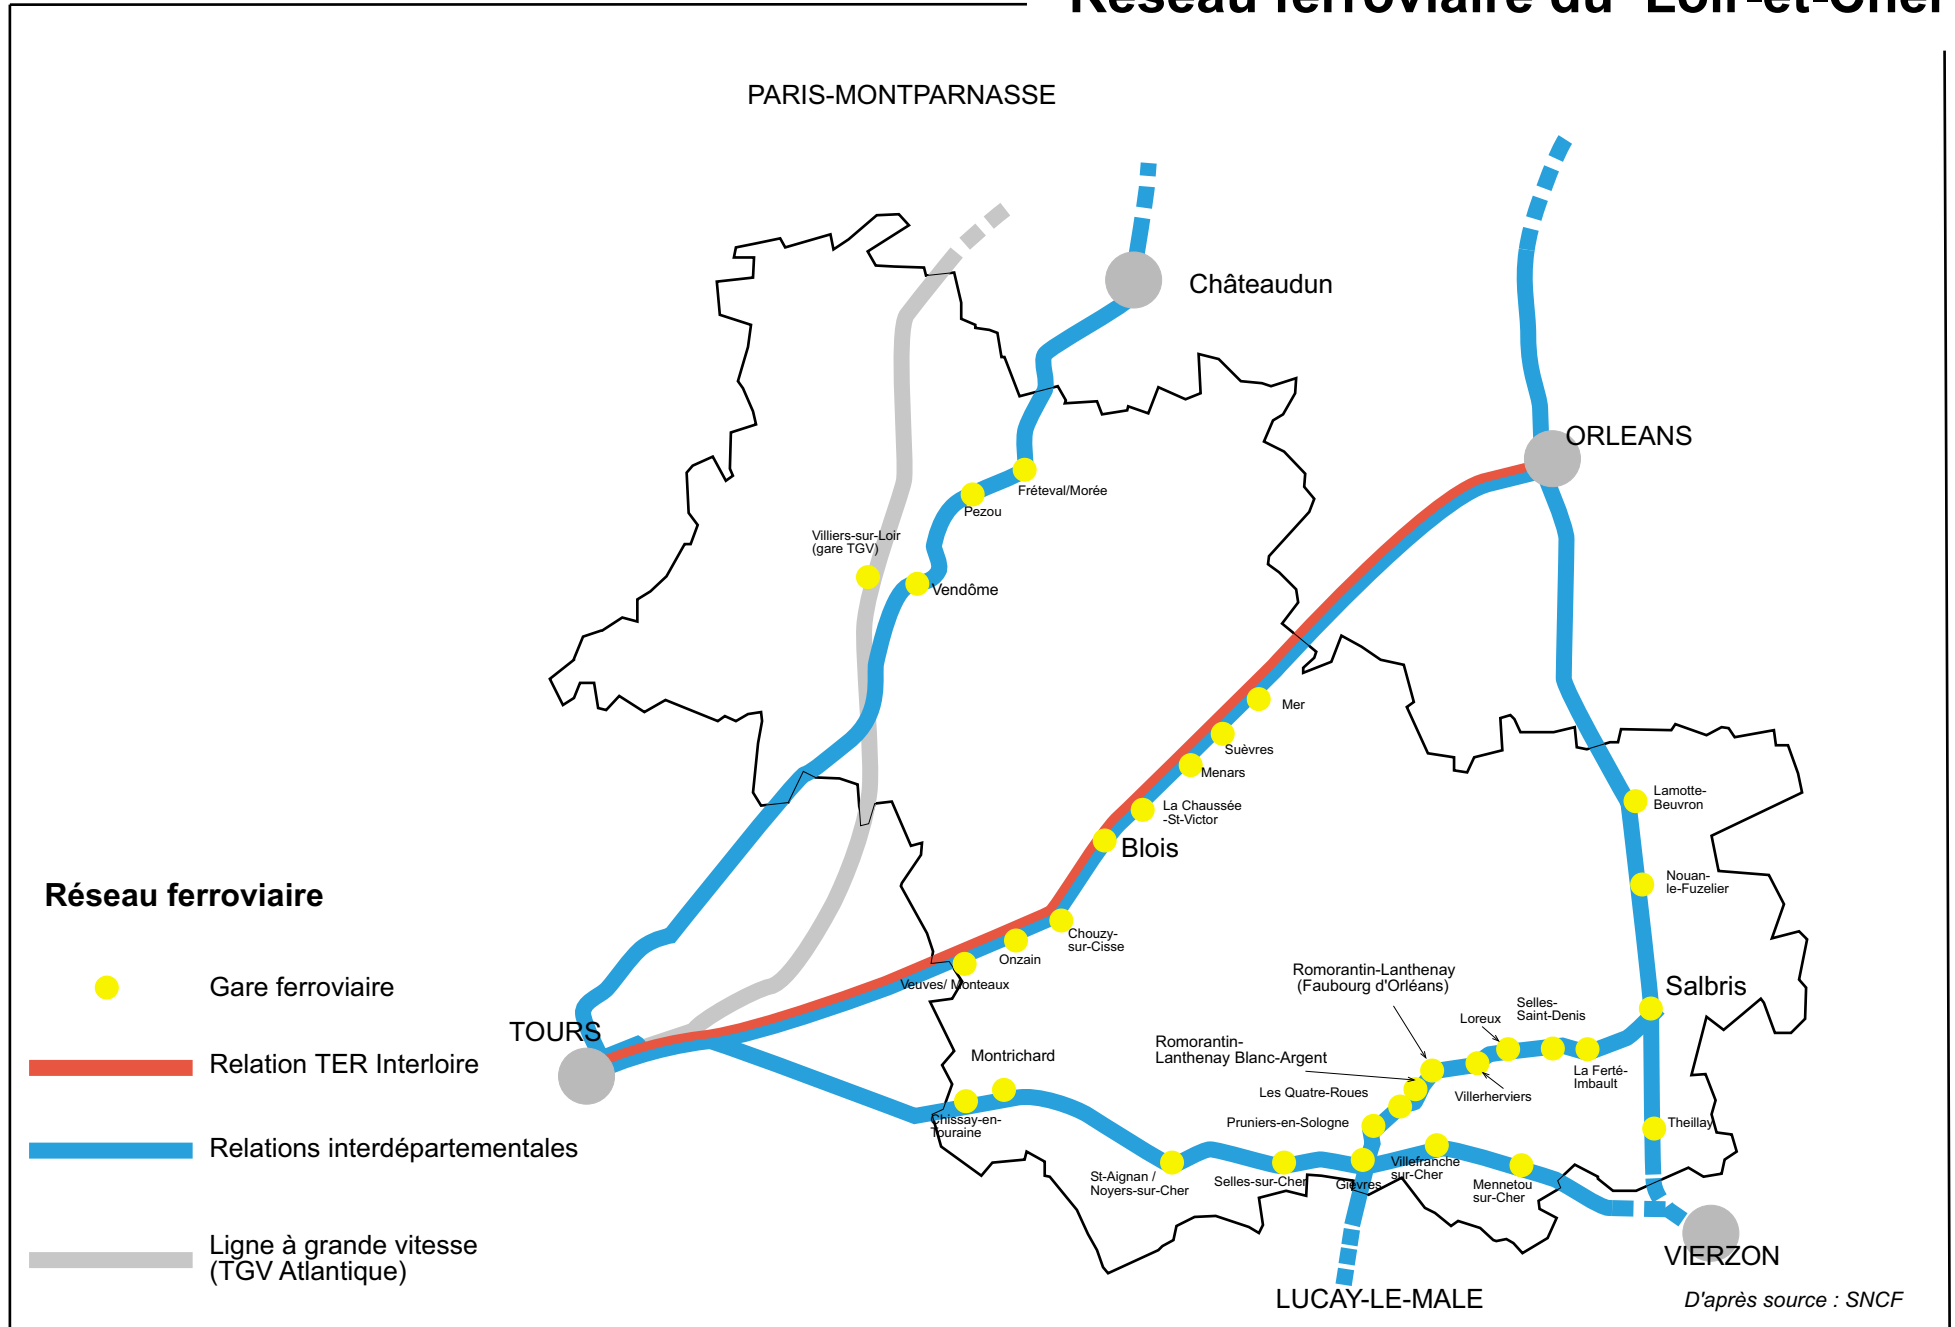 Réseau ferroviaire du Loir-et-Cher
PARIS-MONTPARNASSE
Châteaudun
ORLEANS
Fréteval/Morée
Pezou
Villiers-sur-Loir
(gare TGV)
Vendôme
Mer
Suèvres
Menars
La Chaussée
-St-Victor
Blois
Lamotte-
Beuvron
Nouan-
le-Fuzelier
Chouzy-
sur-Cisse
Onzain
Veuves/ Monteaux
Romorantin-Lanthenay
(Faubourg d'Orléans)
Salbris
Selles-
Saint-Denis
Loreux
TOURS
Romorantin-
Lanthenay Blanc-Argent
Montrichard
La Ferté-
Imbault
Les Quatre-Roues
Villerherviers
Chissay-en-
Touraine
Pruniers-en-Sologne
Theillay
St-Aignan /
Noyers-sur-Cher
Selles-sur-Cher
Gièvres
Villefranche
sur-Cher
Mennetou
sur-Cher
VIERZON
LUCAY-LE-MALE
Réseau ferroviaire
Gare ferroviaire
Relation TER Interloire
Relations interdépartementales
Ligne à grande vitesse
(TGV Atlantique)
D'après source : SNCF